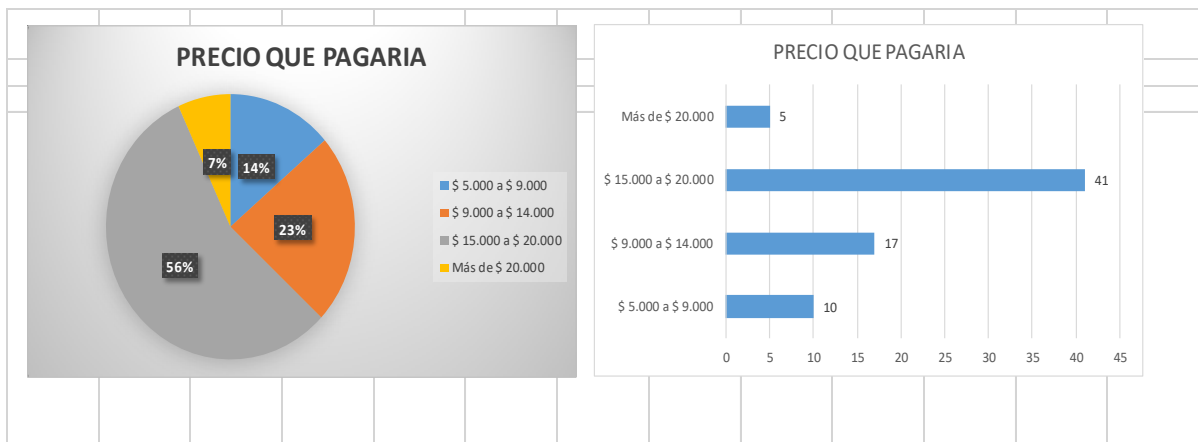 PRECIO QUE PAGARIA
7%
14%
23%
56%
$ 5.000 a $ 9.000
$ 9.000 a $ 14.000
$ 15.000 a $ 20.000
Más de $ 20.000
PRECIO QUE PAGARIA
Más de $ 20.000
5
$ 15.000 a $ 20.000
41
$ 9.000 a $ 14.000
17
$ 5.000 a $ 9.000
10
0 5 10 15 20 25 30 35 40 45